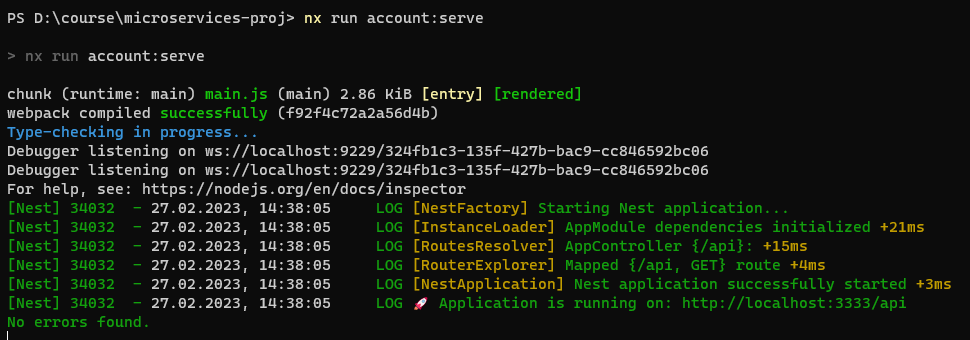 PS D:\course\microservices-proj> nx run account:serve
> nx run account:serve
chunk (runtime: main) main.js (main) 2.86 KiB [entry] [rendered]
webpack compiled successfully (f92f4c72a2a56d4b)
Type-checking in progress...
Debugger listening on ws://localhost:9229/324fb1c3-135f-427b-bac9-cc846592bc06
Debugger listening on ws://localhost:9229/324fb1c3-135f-427b-bac9-cc846592bc06
For help, see: https://nodejs.org/en/docs/inspector
[Nest] 34032  - 27.02.2023, 14:38:05     LOG [NestFactory] Starting Nest application...
[Nest] 34032  - 27.02.2023, 14:38:05     LOG [InstanceLoader] AppModule dependencies initialized +21ms
[Nest] 34032  - 27.02.2023, 14:38:05     LOG [RoutesResolver] AppController {/api}: +15ms
[Nest] 34032  - 27.02.2023, 14:38:05     LOG [RouterExplorer] Mapped {/api, GET} route +4ms
[Nest] 34032  - 27.02.2023, 14:38:05     LOG [NestApplication] Nest application successfully started +3ms
[Nest] 34032  - 27.02.2023, 14:38:05     LOG 🚀 Application is running on: http://localhost:3333/api
No errors found.